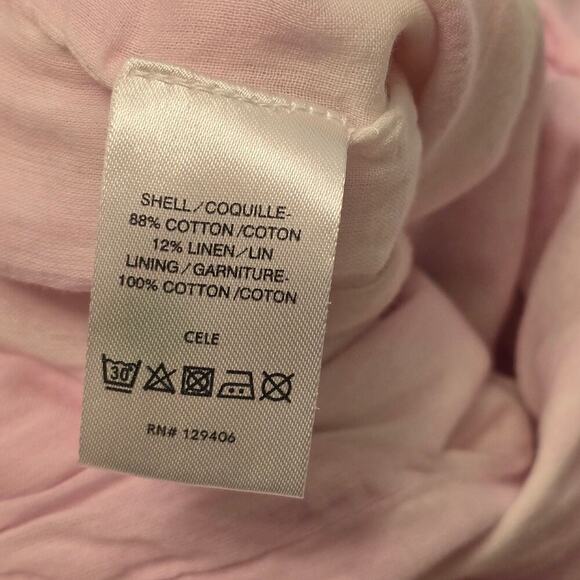 SHELL/COQUILLE-
88% COTTON/COTON
12% LINEN/LIN
LINING/GARNITURE-
100% COTTON/COTON
CELE
30°
RN# 129406